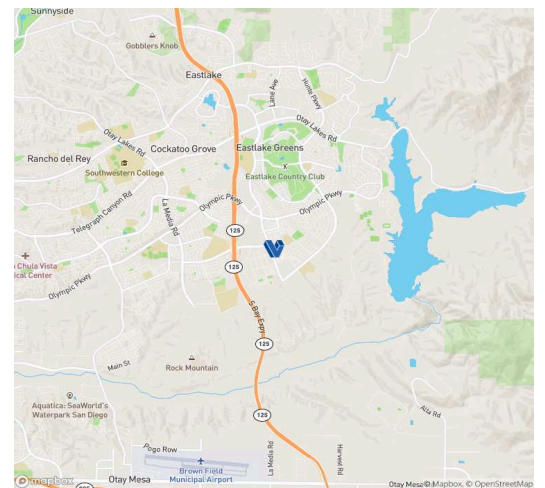 Sunnyside
Gobblers Knob
Eastlake
Lane Ave
Hunte Pkwy
Otay Lakes Rd
Otay Lakes Rd
Cockatoo Grove
Eastlake Greens
Rancho del Rey
Southwestern College
Eastlake Country Club
Telegraph Canyon Rd
La Media Rd
Olympic Pkwy
Olympic Pkwy
125
Chula Vista
ical Center
125
Olympic Pkwy
S Bay Expy
125
Main St
Rock Mountain
Aquatica: SeaWorld's
Waterpark San Diego
125
Alta Rd
Pogo Row
La Media Rd
Harvest Rd
Brown Field
Municipal Airport
Otay Mesa
Otay Mesa
mapbox
© Mapbox, © OpenStreetMap